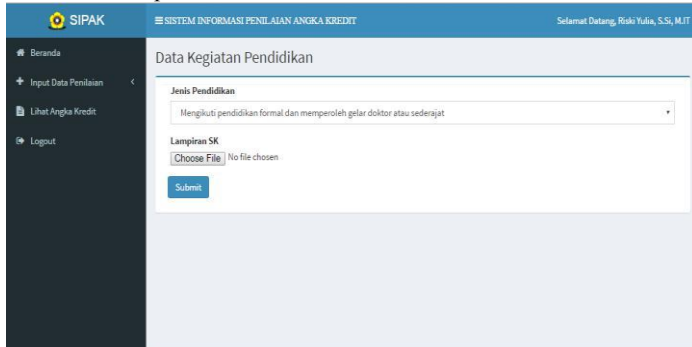 SIPAK
SISTEM INFORMASI PENILAIAN ANGKA KREDIT
Selamat Datang, Riski Yulia, S.Si, M.IT
Beranda
Input Data Penilaian
Lihat Angka Kredit
Logout
Data Kegiatan Pendidikan
Jenis Pendidikan
Mengikuti pendidikan formal dan memperoleh gelar doktor atau sederajat
Lampiran SK
Choose File No file chosen
Submit